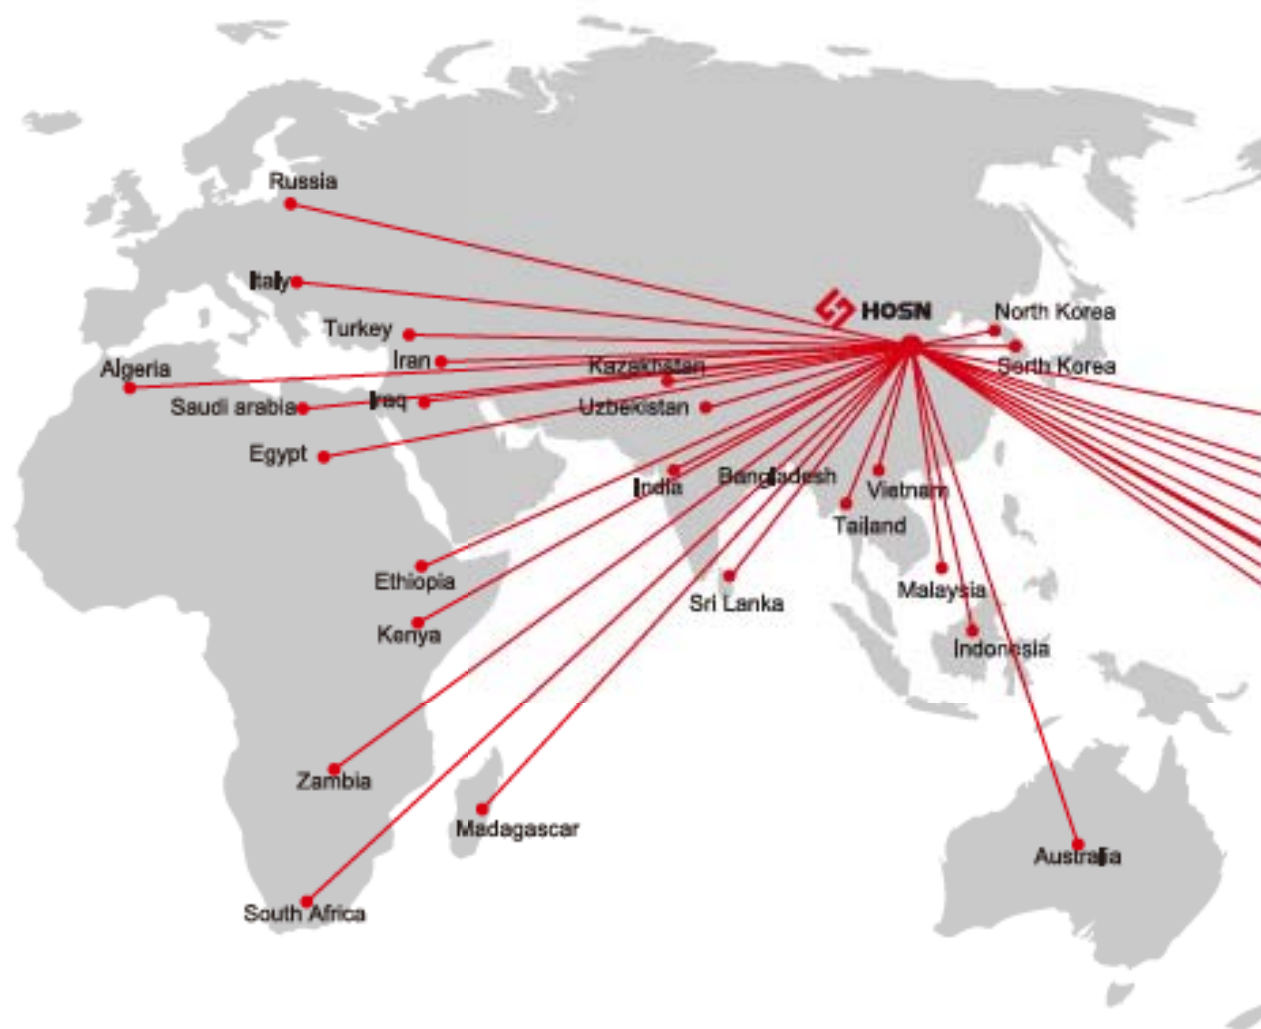 Russia
Italy
HOSN
North Korea
Turkey
Iran
Kazakhstan
Serth Korea
Algeria
Saudi arabia
Iraq
Uzbekistan
Egypt
India
Bangladesh
Vietnam
Tailand
Ethiopia
Malaysia
Sri Lanka
Kenya
Indonesia
Zambia
Madagascar
Australia
South Africa